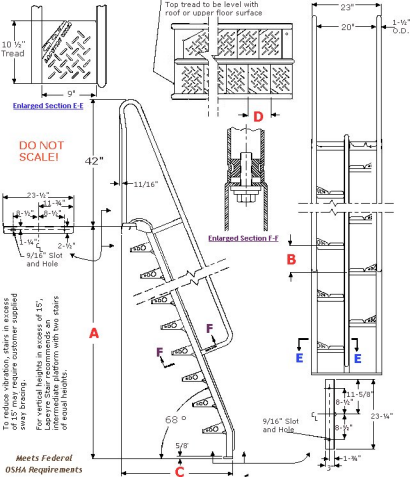 10 ½"
Tread
9"
Enlarged Section E-E
Top tread to be level with
roof or upper floor surface
D
23"
20"
1-½"
O.D.
DO NOT
SCALE!
42"
11/16"
23-½"
11-¾"
8-½"
8-½"
1-¼"
2-½"
C
L
9/16" Slot
and Hole
Enlarged Section F-F
B
A
F
F
E
E
To reduce vibration, stairs in excess
of 15' may require customer supplied
sway bracing.
For vertical heights in excess of 15',
Lapeyre Stair recommends an
intermediate platform with two stairs
of equal heights.
68°
5/8'
C
Meets Federal
OSHA Requirements
9/16" Slot
and Hole
C
L
11-5/8"
8-½"
8-½"
23-¼"
1-¾"
3"